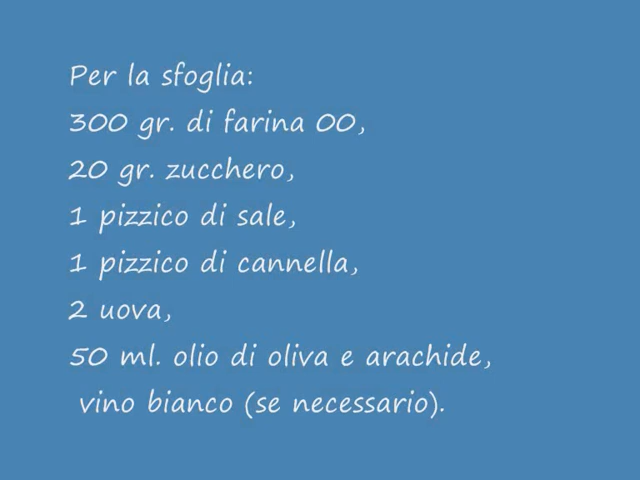 Per la sfoglia:
300 gr. di farina 00,
20 gr. zucchero,
1 pizzico di sale,
1 pizzico di cannella,
2 uova,
50 ml. olio di oliva e arachide,
vino bianco (se necessario).